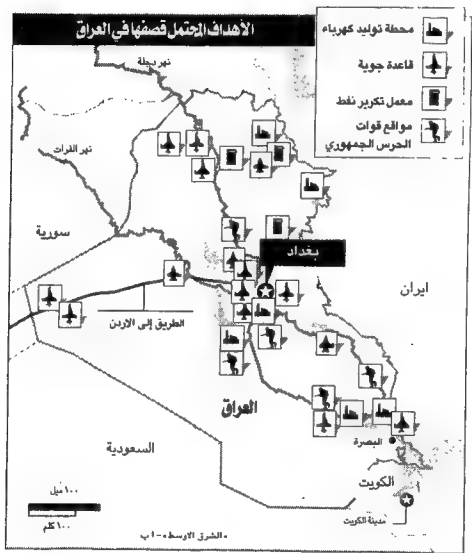 الأهداف المحتمل قصفها في العراق
محطة توليد كهرباء
قاعدة جوية
معمل تكرير نفط
مواقع قوات
الحرس الجمهوري
نهر دجلة
نهر الفرات
سورية
بغداد
ايران
الطريق إلى الاردن
العراق
السعودية
البصرة
الكويت
مدينة الكويت
١٠٠ ميل
١٠٠ كلم
«الشرق الاوسط» - ا ب